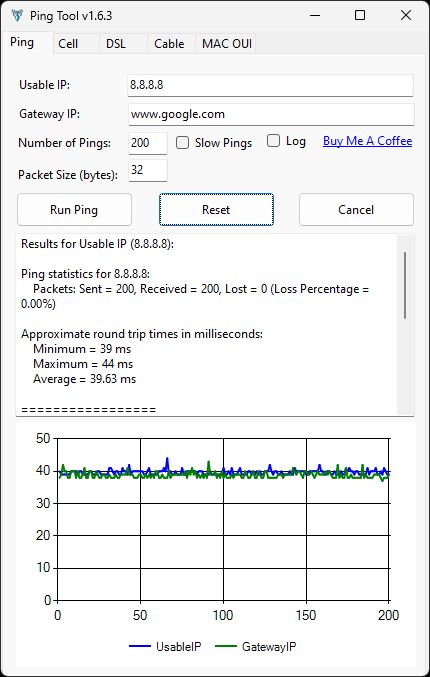 Ping Tool v1.6.3
Ping Cell DSL Cable MAC OUI
Usable IP: 8.8.8.8
Gateway IP: www.google.com
Number of Pings: 200 Slow Pings Log Buy Me A Coffee
Packet Size (bytes): 32
Run Ping Reset Cancel
Results for Usable IP (8.8.8.8):
Ping statistics for 8.8.8.8:
Packets: Sent = 200, Received = 200, Lost = 0 (Loss Percentage =
0.00%)
Approximate round trip times in milliseconds:
Minimum = 39 ms
Maximum = 44 ms
Average = 39.63 ms
=================
50
40
30
20
10
0
0 50 100 150 200
UsableIP GatewayIP